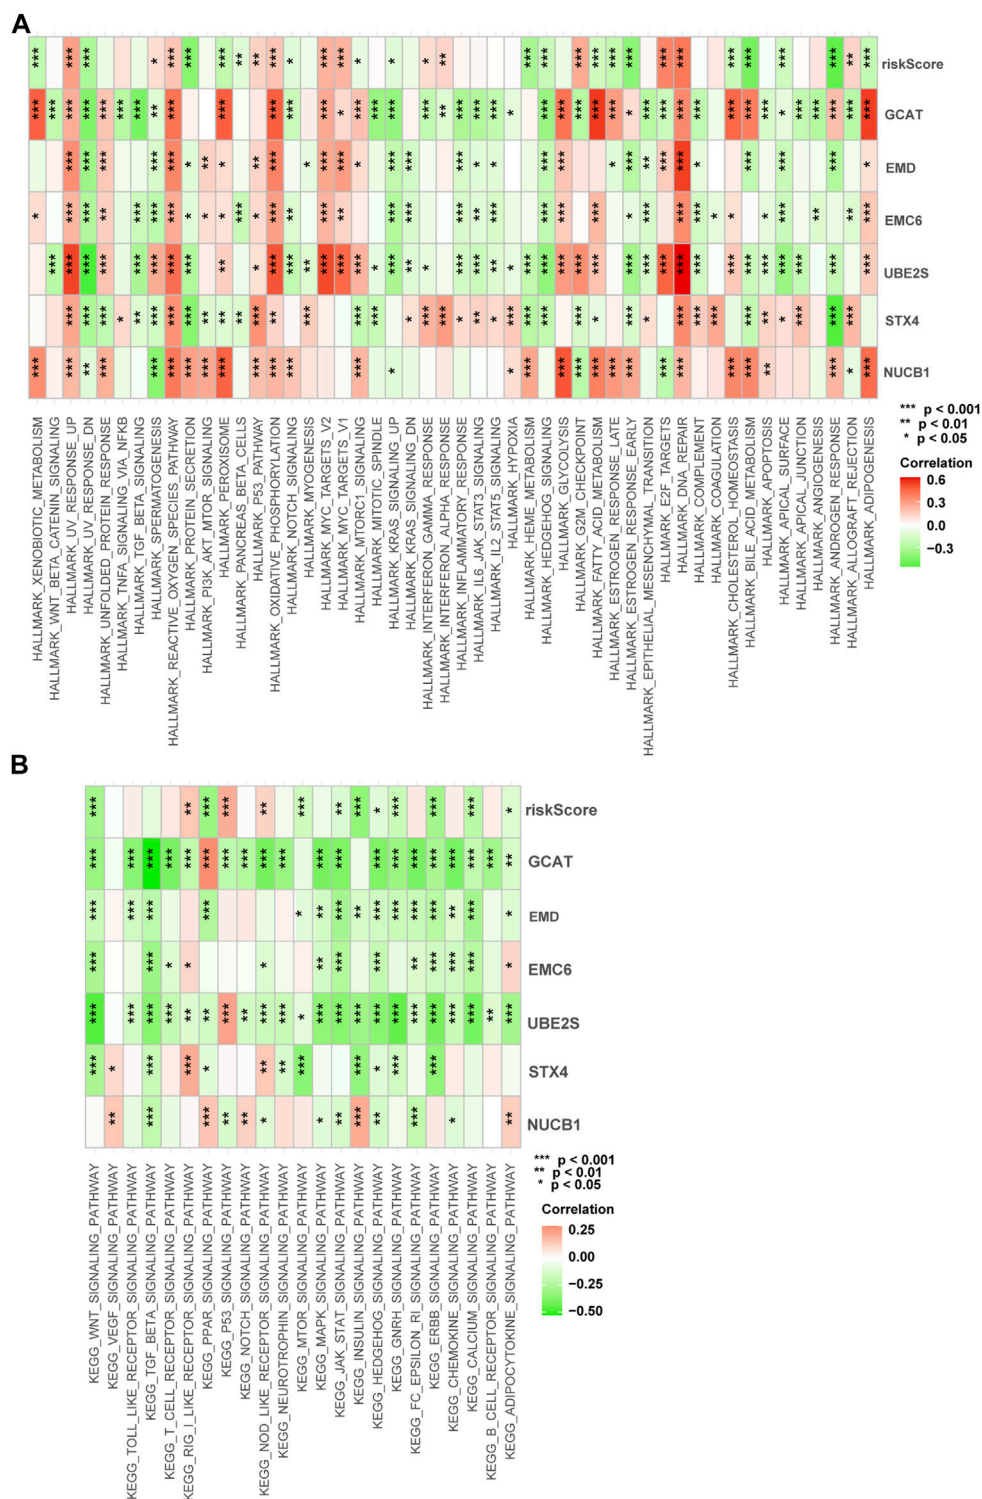 A
riskScore
GCAT
EMD
EMC6
UBE2S
STX4
NUCB1
HALLMARK_XENOBIOTIC_METABOLISM
HALLMARK_WNT_BETA_CATENIN_SIGNALING
HALLMARK_UV_RESPONSE_UP
HALLMARK_UV_RESPONSE_DN
HALLMARK_UNFOLDED_PROTEIN_RESPONSE
HALLMARK_TNFA_SIGNALING_VIA_NFKB
HALLMARK_TGF_BETA_SIGNALING
HALLMARK_SPERMATOGENESIS
HALLMARK_REACTIVE_OXYGEN_SPECIES_PATHWAY
HALLMARK_PROTEIN_SECRETION
HALLMARK_PI3K_AKT_MTOR_SIGNALING
HALLMARK_PEROXISOME
HALLMARK_PANCREAS_BETA_CELLS
HALLMARK_P53_PATHWAY
HALLMARK_OXIDATIVE_PHOSPHORYLATION
HALLMARK_NOTCH_SIGNALING
HALLMARK_MYOGENESIS
HALLMARK_MYC_TARGETS_V2
HALLMARK_MYC_TARGETS_V1
HALLMARK_MTORC1_SIGNALING
HALLMARK_MITOTIC_SPINDLE
HALLMARK_KRAS_SIGNALING_UP
HALLMARK_KRAS_SIGNALING_DN
HALLMARK_INTERFERON_GAMMA_RESPONSE
HALLMARK_INTERFERON_ALPHA_RESPONSE
HALLMARK_INFLAMMATORY_RESPONSE
HALLMARK_IL6_JAK_STAT3_SIGNALING
HALLMARK_IL2_STAT5_SIGNALING
HALLMARK_HYPOXIA
HALLMARK_HEME_METABOLISM
HALLMARK_HEDGEHOG_SIGNALING
HALLMARK_GLYCOLYSIS
HALLMARK_G2M_CHECKPOINT
HALLMARK_FATTY_ACID_METABOLISM
HALLMARK_ESTROGEN_RESPONSE_LATE
HALLMARK_ESTROGEN_RESPONSE_EARLY
HALLMARK_EPITHELIAL_MESENCHYMAL_TRANSITION
HALLMARK_E2F_TARGETS
HALLMARK_DNA_REPAIR
HALLMARK_COMPLEMENT
HALLMARK_COAGULATION
HALLMARK_CHOLESTEROL_HOMEOSTASIS
HALLMARK_BILE_ACID_METABOLISM
HALLMARK_APOPTOSIS
HALLMARK_APICAL_SURFACE
HALLMARK_APICAL_JUNCTION
HALLMARK_ANGIOGENESIS
HALLMARK_ANDROGEN_RESPONSE
HALLMARK_ALLOGRAFT_REJECTION
HALLMARK_ADIPOGENESIS
*** p < 0.001
** p < 0.01
* p < 0.05
Correlation
0.6
0.3
0.0
−0.3
B
riskScore
GCAT
EMD
EMC6
UBE2S
STX4
NUCB1
KEGG_WNT_SIGNALING_PATHWAY
KEGG_VEGF_SIGNALING_PATHWAY
KEGG_TOLL_LIKE_RECEPTOR_SIGNALING_PATHWAY
KEGG_TGF_BETA_SIGNALING_PATHWAY
KEGG_T_CELL_RECEPTOR_SIGNALING_PATHWAY
KEGG_RIG_I_LIKE_RECEPTOR_SIGNALING_PATHWAY
KEGG_PPAR_SIGNALING_PATHWAY
KEGG_P53_SIGNALING_PATHWAY
KEGG_NOTCH_SIGNALING_PATHWAY
KEGG_NOD_LIKE_RECEPTOR_SIGNALING_PATHWAY
KEGG_NEUROTROPHIN_SIGNALING_PATHWAY
KEGG_MTOR_SIGNALING_PATHWAY
KEGG_MAPK_SIGNALING_PATHWAY
KEGG_JAK_STAT_SIGNALING_PATHWAY
KEGG_INSULIN_SIGNALING_PATHWAY
KEGG_HEDGEHOG_SIGNALING_PATHWAY
KEGG_GNRH_SIGNALING_PATHWAY
KEGG_FC_EPSILON_RI_SIGNALING_PATHWAY
KEGG_ERBB_SIGNALING_PATHWAY
KEGG_CHEMOKINE_SIGNALING_PATHWAY
KEGG_CALCIUM_SIGNALING_PATHWAY
KEGG_B_CELL_RECEPTOR_SIGNALING_PATHWAY
KEGG_ADIPOCYTOKINE_SIGNALING_PATHWAY
*** p < 0.001
** p < 0.01
* p < 0.05
Correlation
0.25
0.00
−0.25
−0.50